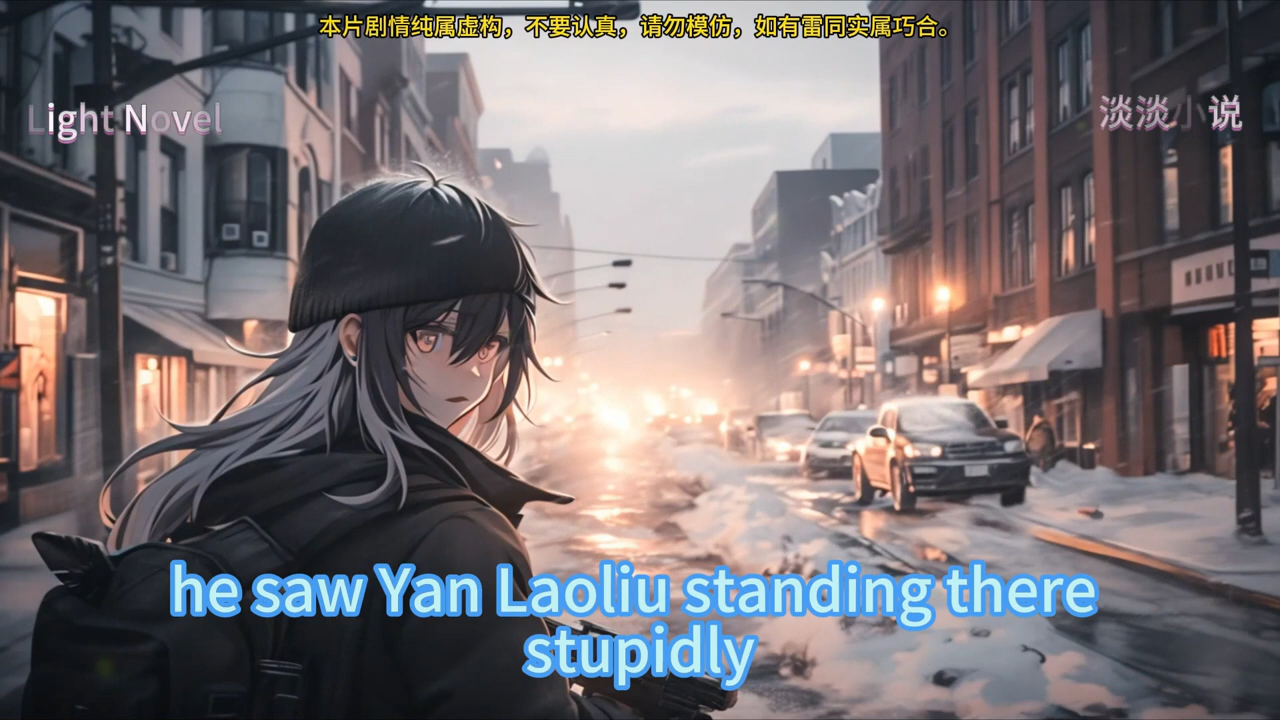 本片剧情纯属虚构，不要认真，请勿模仿，如有雷同实属巧合。
Light Novel
淡淡小说
he saw Yan Laoliu standing there
stupidly